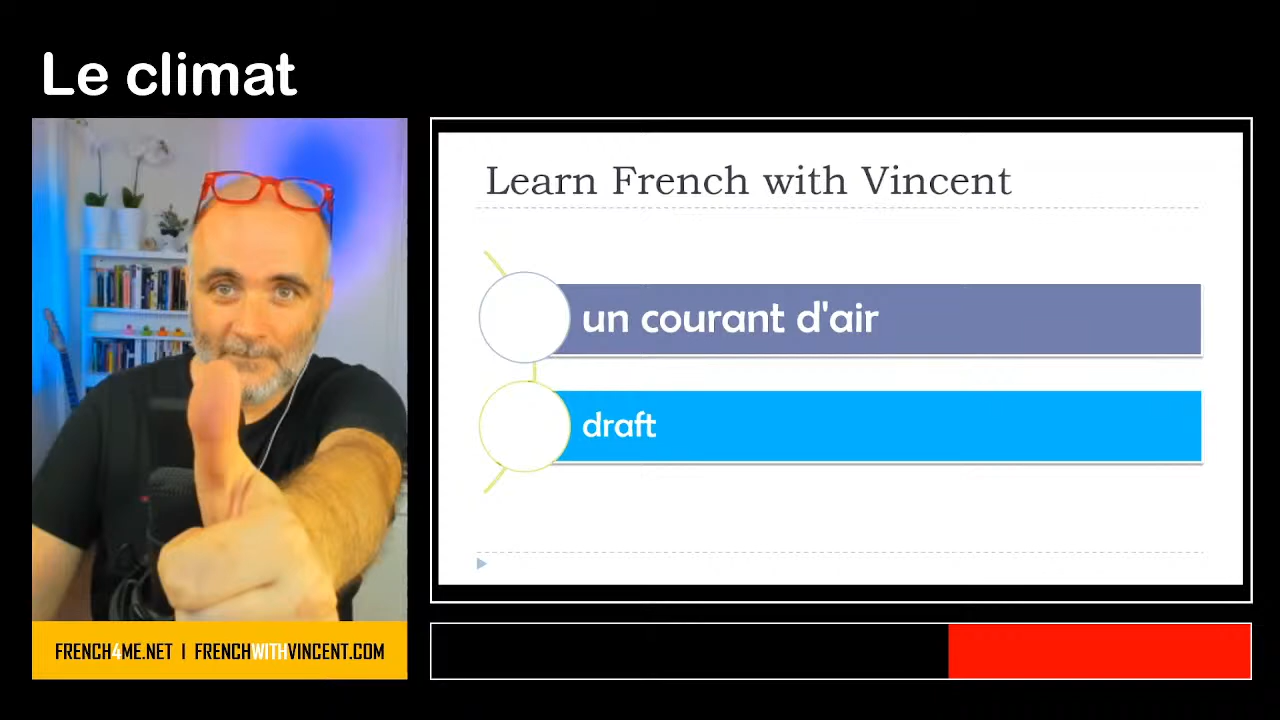 Le climat
Learn French with Vincent
un courant d'air
draft
FRENCH4ME.NET | FRENCHWITHVINCENT.COM